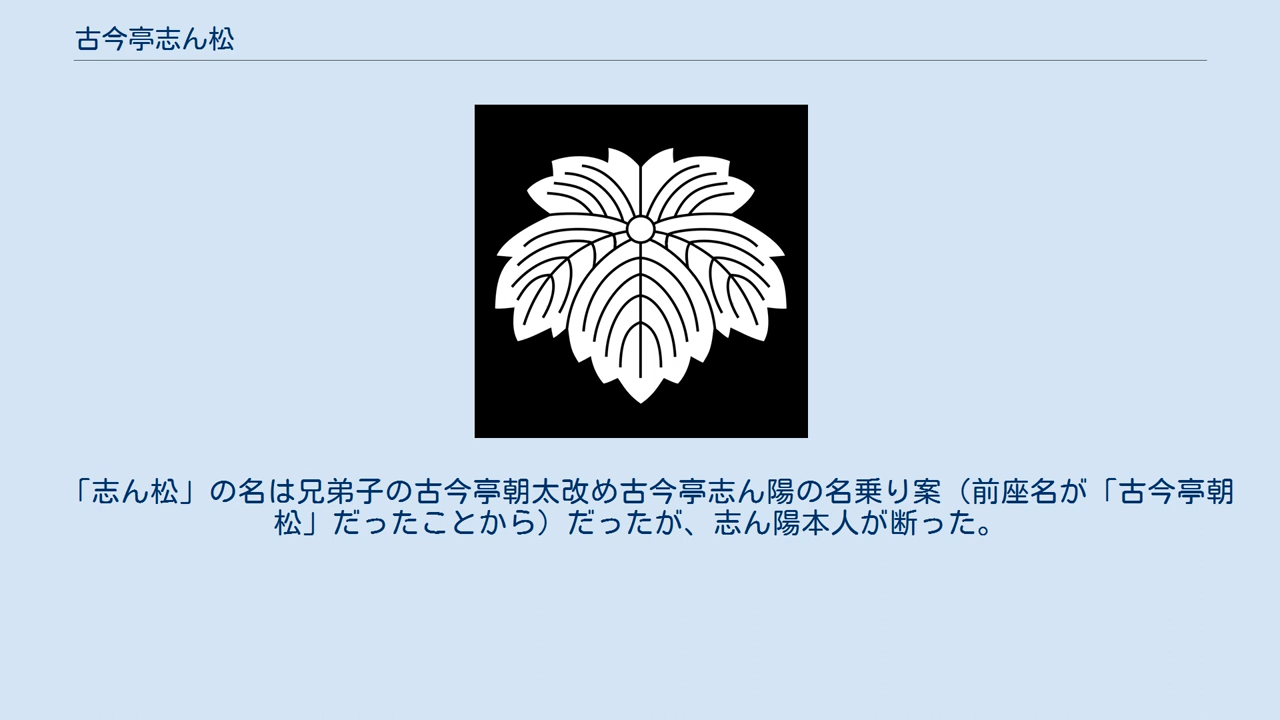 古今亭志ん松
「志ん松」の名は兄弟子の古今亭朝太改め古今亭志ん陽の名乗り案（前座名が「古今亭朝
松」だったことから）だったが、志ん陽本人が断った。